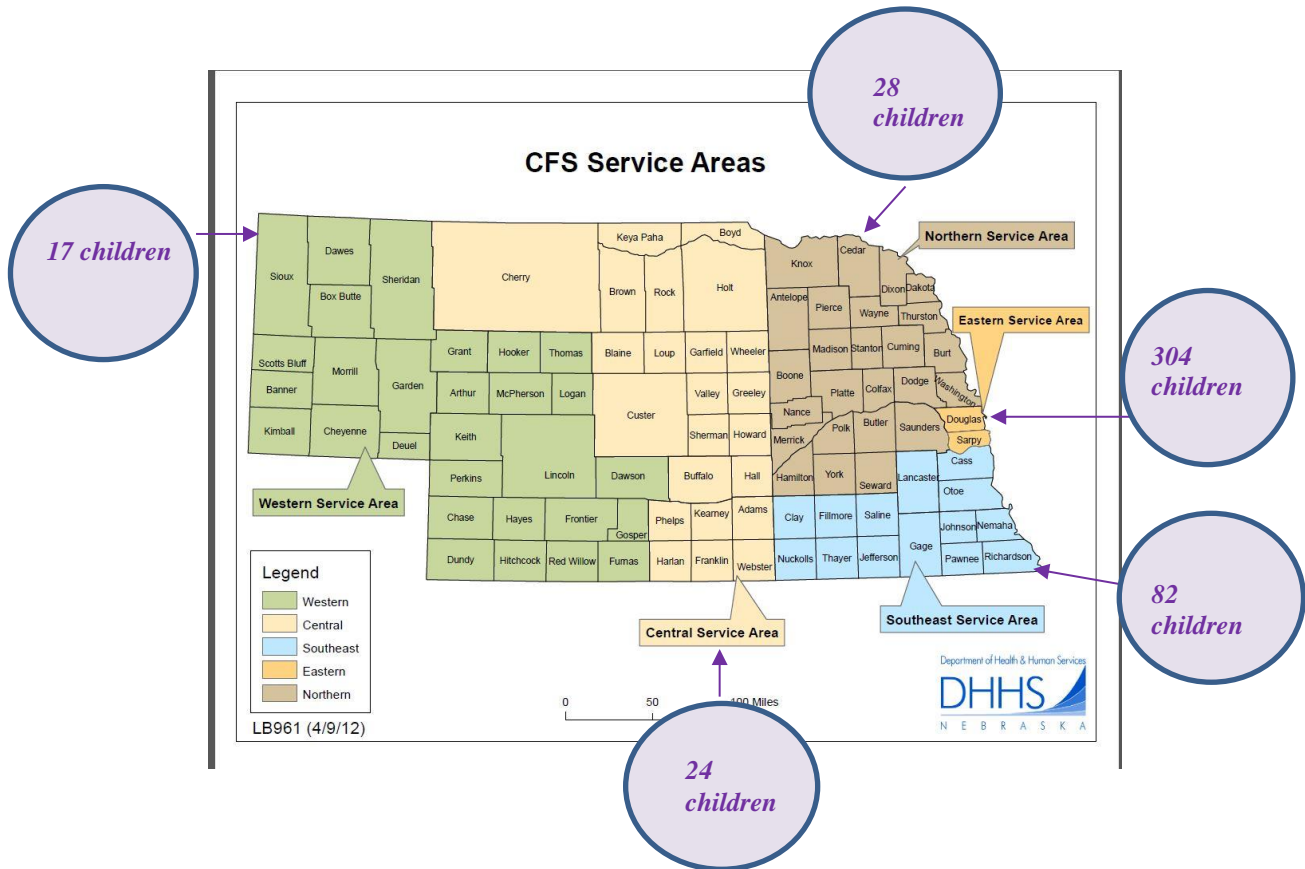 28
children
CFS Service Areas
17 children
Keya Paha
Boyd
Northern Service Area
Dawes
Cedar
Knox
Sioux
Sheridan
Cherry
Brown
Rock
Holt
Dixon
Dakota
Box Butte
Antelope
Pierce
Wayne
Thurston
Eastern Service Area
Grant
Hooker
Thomas
Blaine
Loup
Garfield
Wheeler
Madison
Stanton
Cuming
Burt
304
children
Scotts Bluff
Morrill
Garden
Boone
Banner
Arthur
McPherson
Logan
Valley
Greeley
Platte
Colfax
Dodge
Washington
Custer
Nance
Douglas
Kimball
Cheyenne
Deuel
Keith
Sherman
Howard
Merrick
Polk
Butler
Saunders
Sarpy
Cass
Perkins
Lincoln
Dawson
Buffalo
Hall
Hamilton
York
Seward
Lancaster
Otoe
Western Service Area
Chase
Hayes
Frontier
Gosper
Phelps
Kearney
Adams
Clay
Fillmore
Saline
Johnson
Nemaha
Dundy
Hitchcock
Red Willow
Furnas
Harlan
Franklin
Webster
Nuckolls
Thayer
Jefferson
Gage
Pawnee
Richardson
82
children
Legend
Western
Central
Southeast
Eastern
Northern
Central Service Area
Southeast Service Area
Department of Health & Human Services
DHHS
NEBRASKA
0
50
100 Miles
LB961 (4/9/12)
24
children